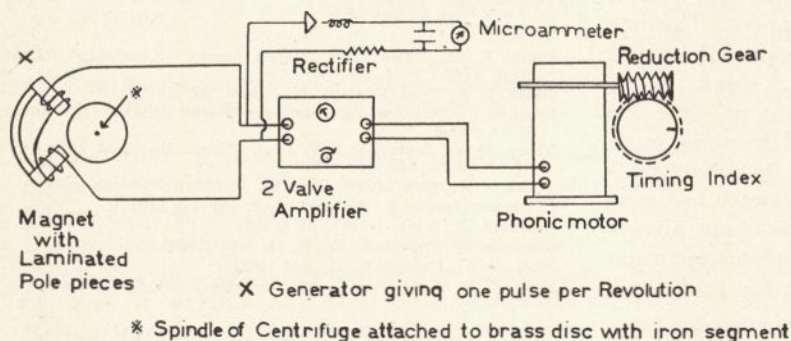 Microammeter
Rectifier
Reduction Gear
X
※
2 Valve
Amplifier
Timing Index
Phonic motor
Magnet
with
Laminated
Pole pieces
X Generator giving one pulse per Revolution
※ Spindle of Centrifuge attached to brass disc with iron segment